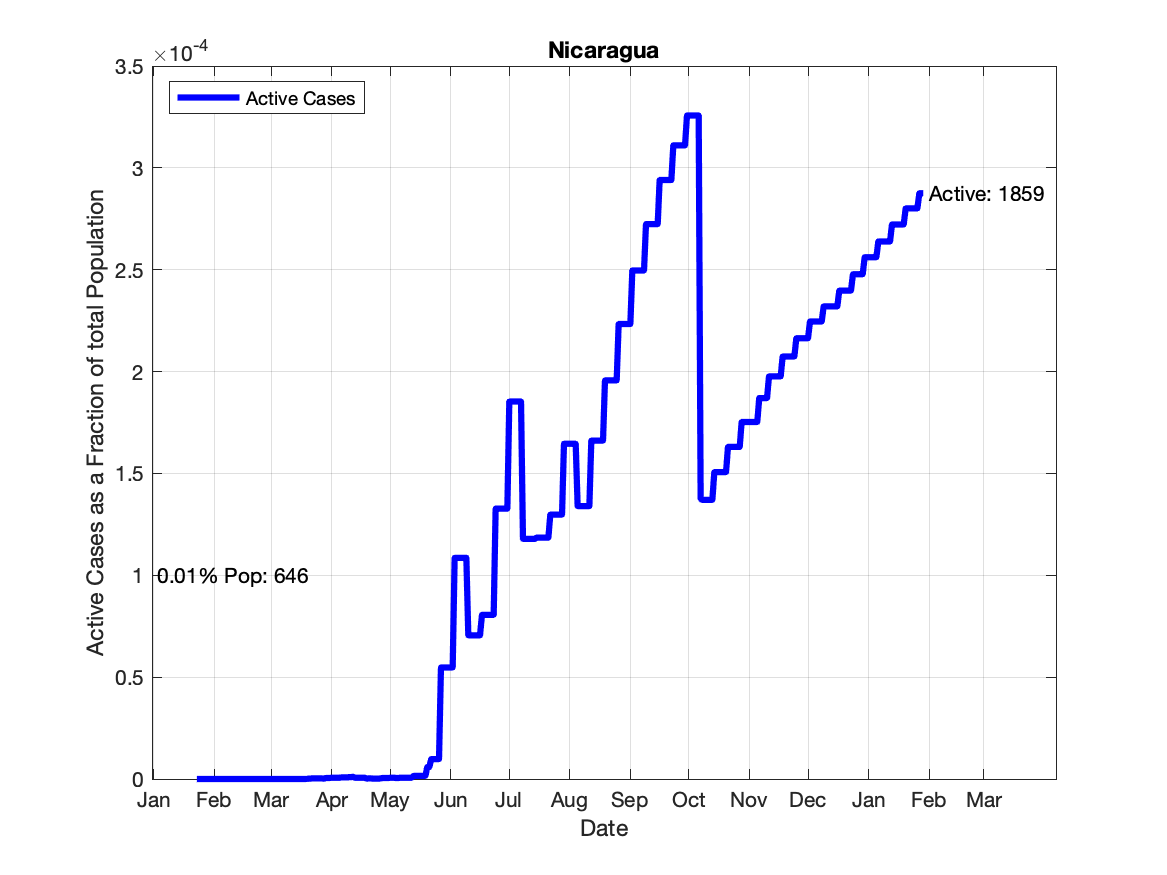 Nicaragua
×10-4
3.5
3
2.5
2
1.5
1
0.5
0
Active Cases as a Fraction of total Population
Active Cases
Active: 1859
0.01% Pop: 646
Jan Feb Mar Apr May Jun Jul Aug Sep Oct Nov Dec Jan Feb Mar
Date